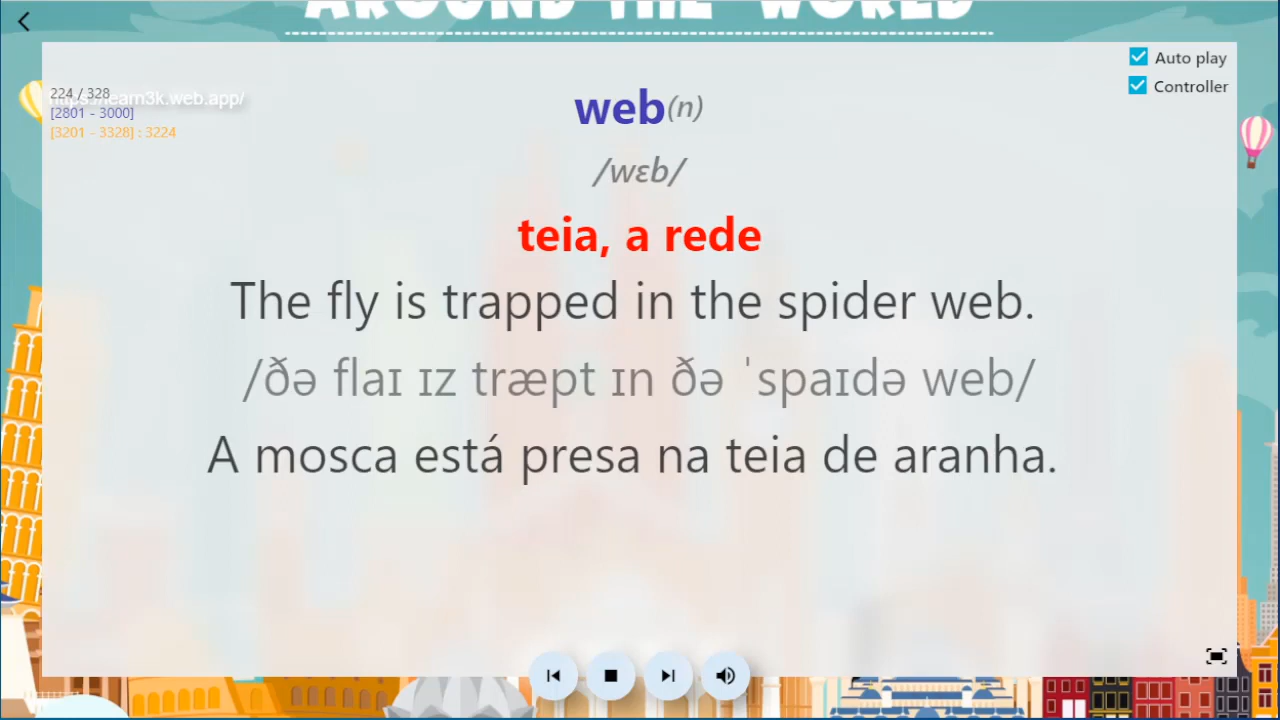 AROUND THE WORLD
Auto play
Controller
224 / 328
https://learn3k.web.app/
[2801 - 3000]
[3201 - 3328] : 3224
web(n)
/wɛb/
teia, a rede
The fly is trapped in the spider web.
/ðə flaɪ ɪz træpt ɪn ðə ˈspaɪdə web/
A mosca está presa na teia de aranha.